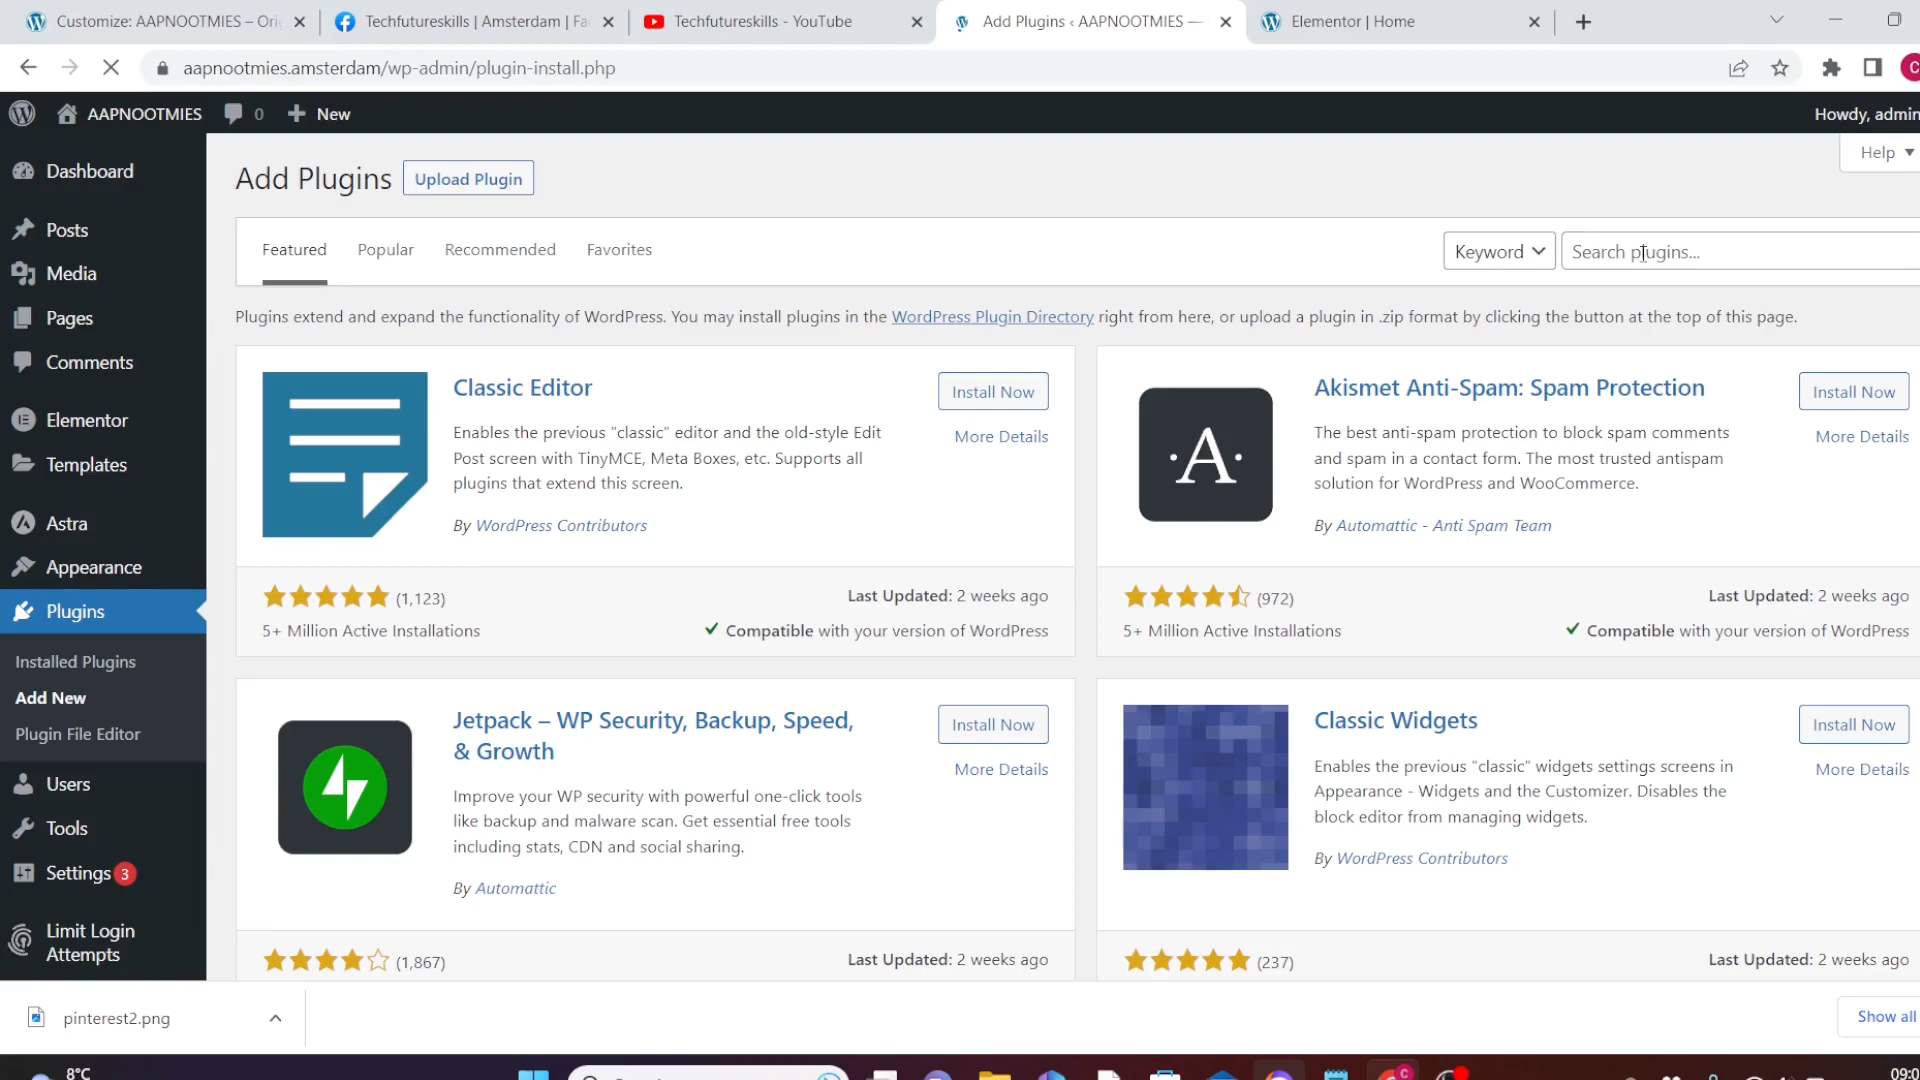 Customize: AAPNOOTMIES – Ori
Techfutureskills | Amsterdam | Fa
Techfutureskills - YouTube
Add Plugins ‹ AAPNOOTMIES —
Elementor | Home
aapnootmies.amsterdam/wp-admin/plugin-install.php
AAPNOOTMIES
0
New
Howdy, admin
Help
Dashboard
Posts
Media
Pages
Comments
Elementor
Templates
Astra
Appearance
Plugins
Installed Plugins
Add New
Plugin File Editor
Users
Tools
Settings 3
Limit Login
Attempts
Add Plugins
Upload Plugin
Featured
Popular
Recommended
Favorites
Keyword
Search plugins...
Plugins extend and expand the functionality of WordPress. You may install plugins in the WordPress Plugin Directory right from here, or upload a plugin in .zip format by clicking the button at the top of this page.
Classic Editor
Install Now
More Details
Enables the previous "classic" editor and the old-style Edit
Post screen with TinyMCE, Meta Boxes, etc. Supports all
plugins that extend this screen.
By WordPress Contributors
(1,123)
Last Updated: 2 weeks ago
5+ Million Active Installations
Compatible with your version of WordPress
Akismet Anti-Spam: Spam Protection
Install Now
More Details
The best anti-spam protection to block spam comments
and spam in a contact form. The most trusted antispam
solution for WordPress and WooCommerce.
By Automattic - Anti Spam Team
(972)
Last Updated: 2 weeks ago
5+ Million Active Installations
Compatible with your version of WordPress
Jetpack – WP Security, Backup, Speed,
& Growth
Install Now
More Details
Improve your WP security with powerful one-click tools
like backup and malware scan. Get essential free tools
including stats, CDN and social sharing.
By Automattic
(1,867)
Last Updated: 2 weeks ago
Classic Widgets
Install Now
More Details
Enables the previous "classic" widgets settings screens in
Appearance - Widgets and the Customizer. Disables the
block editor from managing widgets.
By WordPress Contributors
(237)
Last Updated: 2 weeks ago
pinterest2.png
Show all
8°C
09:0